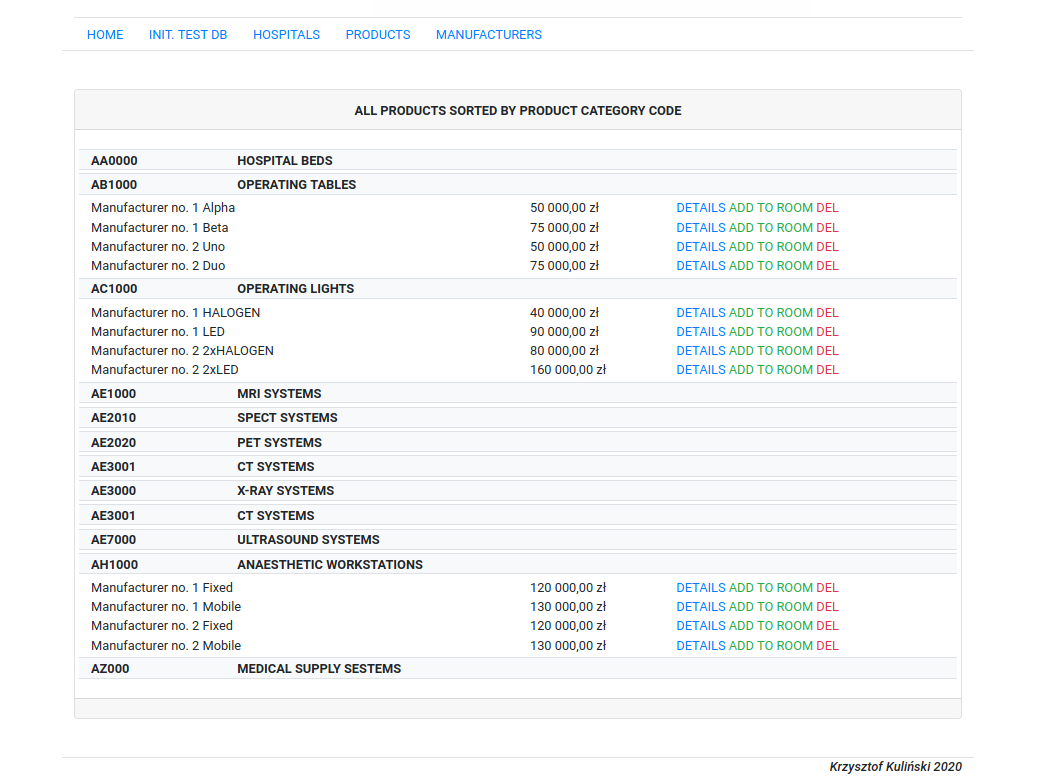 HOME INIT. TEST DB HOSPITALS PRODUCTS MANUFACTURERS
ALL PRODUCTS SORTED BY PRODUCT CATEGORY CODE
AA0000 HOSPITAL BEDS
AB1000 OPERATING TABLES
Manufacturer no. 1 Alpha 50 000,00 zł DETAILS ADD TO ROOM DEL
Manufacturer no. 1 Beta 75 000,00 zł DETAILS ADD TO ROOM DEL
Manufacturer no. 2 Uno 50 000,00 zł DETAILS ADD TO ROOM DEL
Manufacturer no. 2 Duo 75 000,00 zł DETAILS ADD TO ROOM DEL
AC1000 OPERATING LIGHTS
Manufacturer no. 1 HALOGEN 40 000,00 zł DETAILS ADD TO ROOM DEL
Manufacturer no. 1 LED 90 000,00 zł DETAILS ADD TO ROOM DEL
Manufacturer no. 2 2xHALOGEN 80 000,00 zł DETAILS ADD TO ROOM DEL
Manufacturer no. 2 2xLED 160 000,00 zł DETAILS ADD TO ROOM DEL
AE1000 MRI SYSTEMS
AE2010 SPECT SYSTEMS
AE2020 PET SYSTEMS
AE3001 CT SYSTEMS
AE3000 X-RAY SYSTEMS
AE3001 CT SYSTEMS
AE7000 ULTRASOUND SYSTEMS
AH1000 ANAESTHETIC WORKSTATIONS
Manufacturer no. 1 Fixed 120 000,00 zł DETAILS ADD TO ROOM DEL
Manufacturer no. 1 Mobile 130 000,00 zł DETAILS ADD TO ROOM DEL
Manufacturer no. 2 Fixed 120 000,00 zł DETAILS ADD TO ROOM DEL
Manufacturer no. 2 Mobile 130 000,00 zł DETAILS ADD TO ROOM DEL
AZ000 MEDICAL SUPPLY SESTEMS
Krzysztof Kuliński 2020